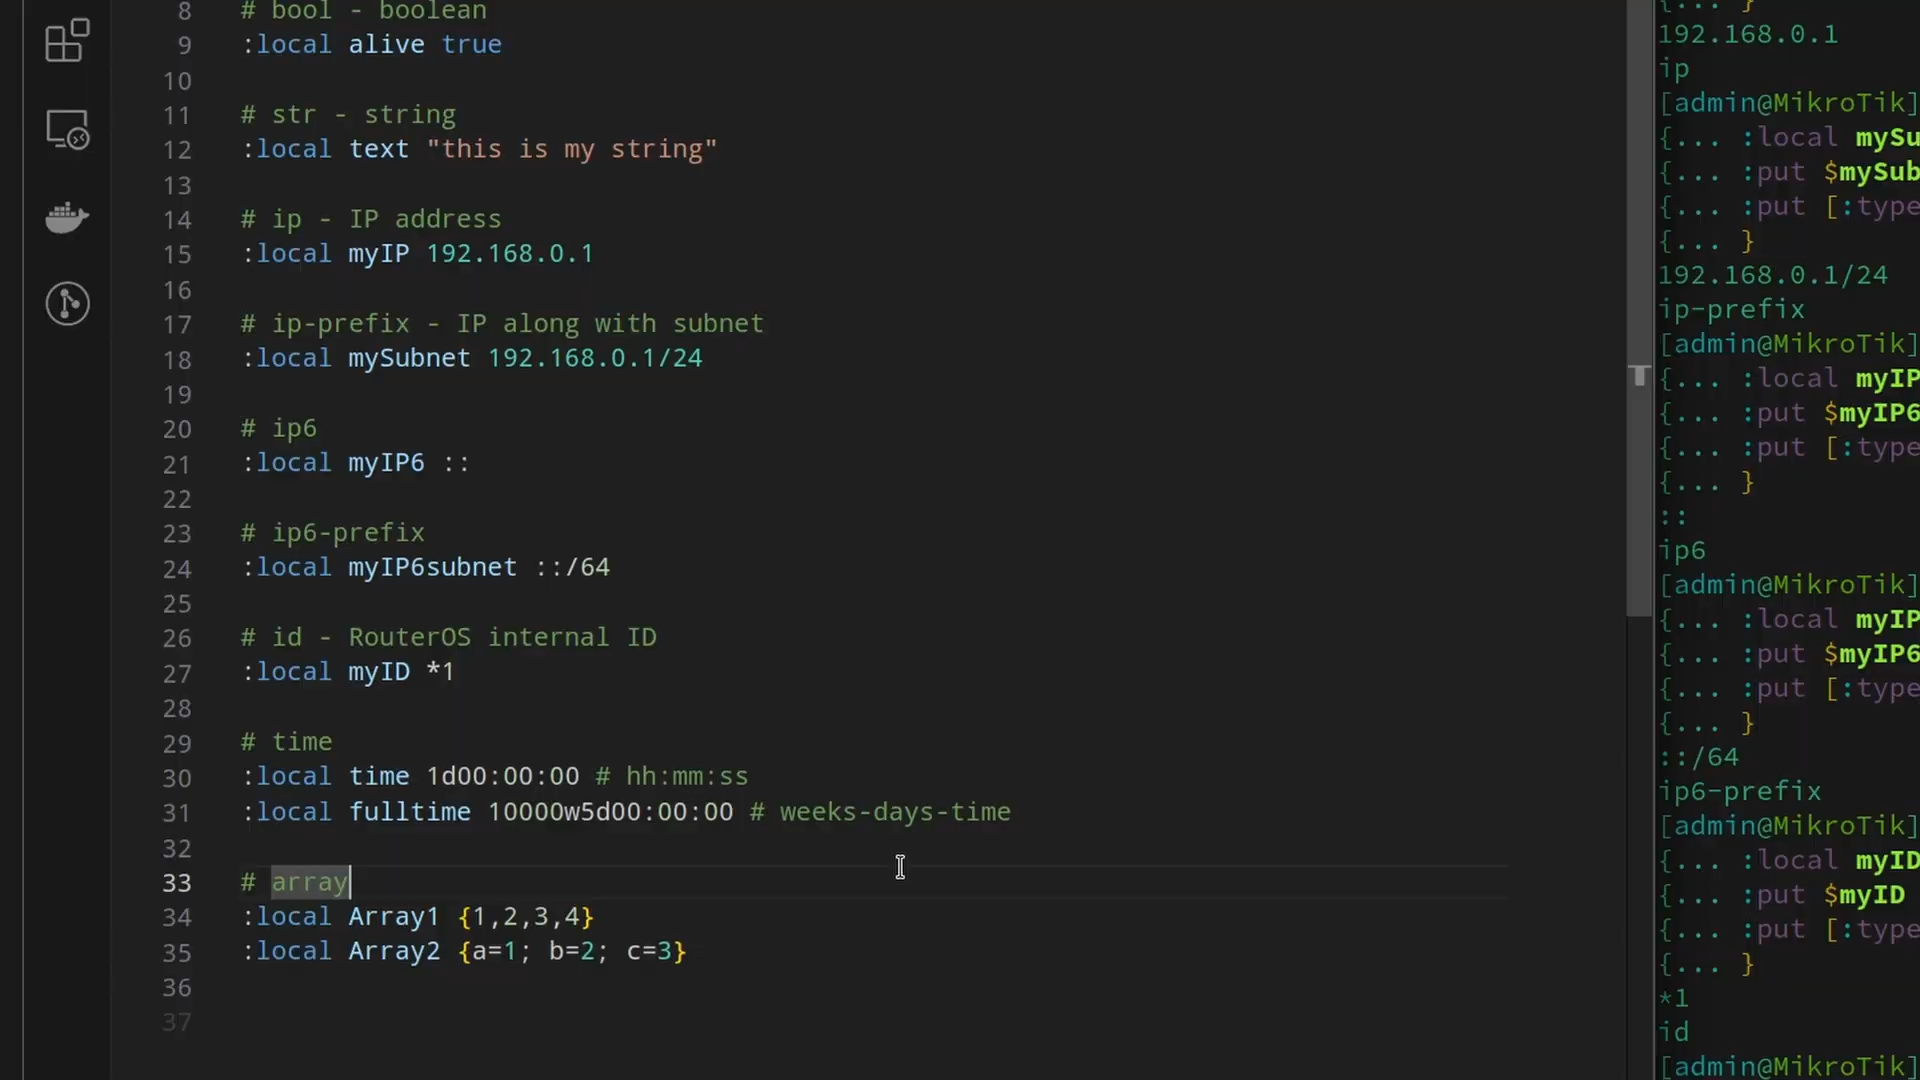 8 # bool - boolean
9 :local alive true
10
11 # str - string
12 :local text "this is my string"
13
14 # ip - IP address
15 :local myIP 192.168.0.1
16
17 # ip-prefix - IP along with subnet
18 :local mySubnet 192.168.0.1/24
19
20 # ip6
21 :local myIP6 ::
22
23 # ip6-prefix
24 :local myIP6subnet ::/64
25
26 # id - RouterOS internal ID
27 :local myID *1
28
29 # time
30 :local time 1d00:00:00 # hh:mm:ss
31 :local fulltime 10000w5d00:00:00 # weeks-days-time
32
33 # array
34 :local Array1 {1,2,3,4}
35 :local Array2 {a=1; b=2; c=3}
36
37
{... }
192.168.0.1
ip
[admin@MikroTik]
{... :local mySu
{... :put $mySub
{... :put [:type
{... }
192.168.0.1/24
ip-prefix
[admin@MikroTik]
{... :local myIP
{... :put $myIP6
{... :put [:type
{... }
::
ip6
[admin@MikroTik]
{... :local myIP
{... :put $myIP6
{... :put [:type
{... }
::/64
ip6-prefix
[admin@MikroTik]
{... :local myID
{... :put $myID
{... :put [:type
{... }
*1
id
[admin@MikroTik]